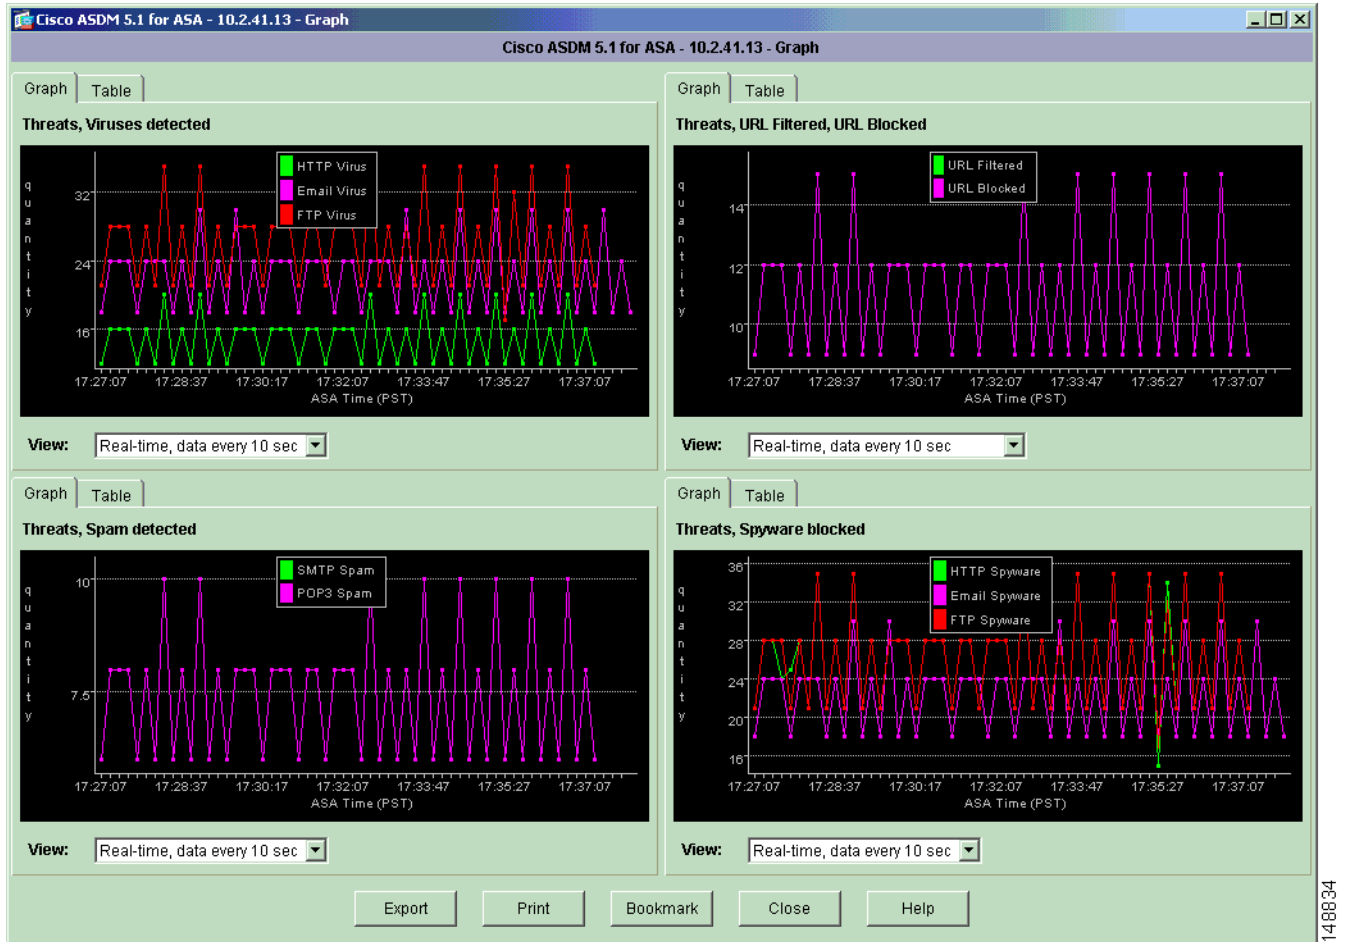 Cisco ASDM 5.1 for ASA - 10.2.41.13 - Graph
Cisco ASDM 5.1 for ASA - 10.2.41.13 - Graph
Graph Table
Threats, Viruses detected
HTTP Virus
Email Virus
FTP Virus
quantity
32
24
16
17:27:07 17:28:37 17:30:17 17:32:07 17:33:47 17:35:27 17:37:07
ASA Time (PST)
View: Real-time, data every 10 sec
Graph Table
Threats, URL Filtered, URL Blocked
URL Filtered
URL Blocked
quantity
14
12
10
17:27:07 17:28:37 17:30:17 17:32:07 17:33:47 17:35:27 17:37:07
ASA Time (PST)
View: Real-time, data every 10 sec
Graph Table
Threats, Spam detected
SMTP Spam
POP3 Spam
quantity
10
7.5
17:27:07 17:28:37 17:30:17 17:32:07 17:33:47 17:35:27 17:37:07
ASA Time (PST)
View: Real-time, data every 10 sec
Graph Table
Threats, Spyware blocked
HTTP Spyware
Email Spyware
FTP Spyware
quantity
36
32
28
24
20
16
17:27:07 17:28:37 17:30:17 17:32:07 17:33:47 17:35:27 17:37:07
ASA Time (PST)
View: Real-time, data every 10 sec
Export Print Bookmark Close Help
148834